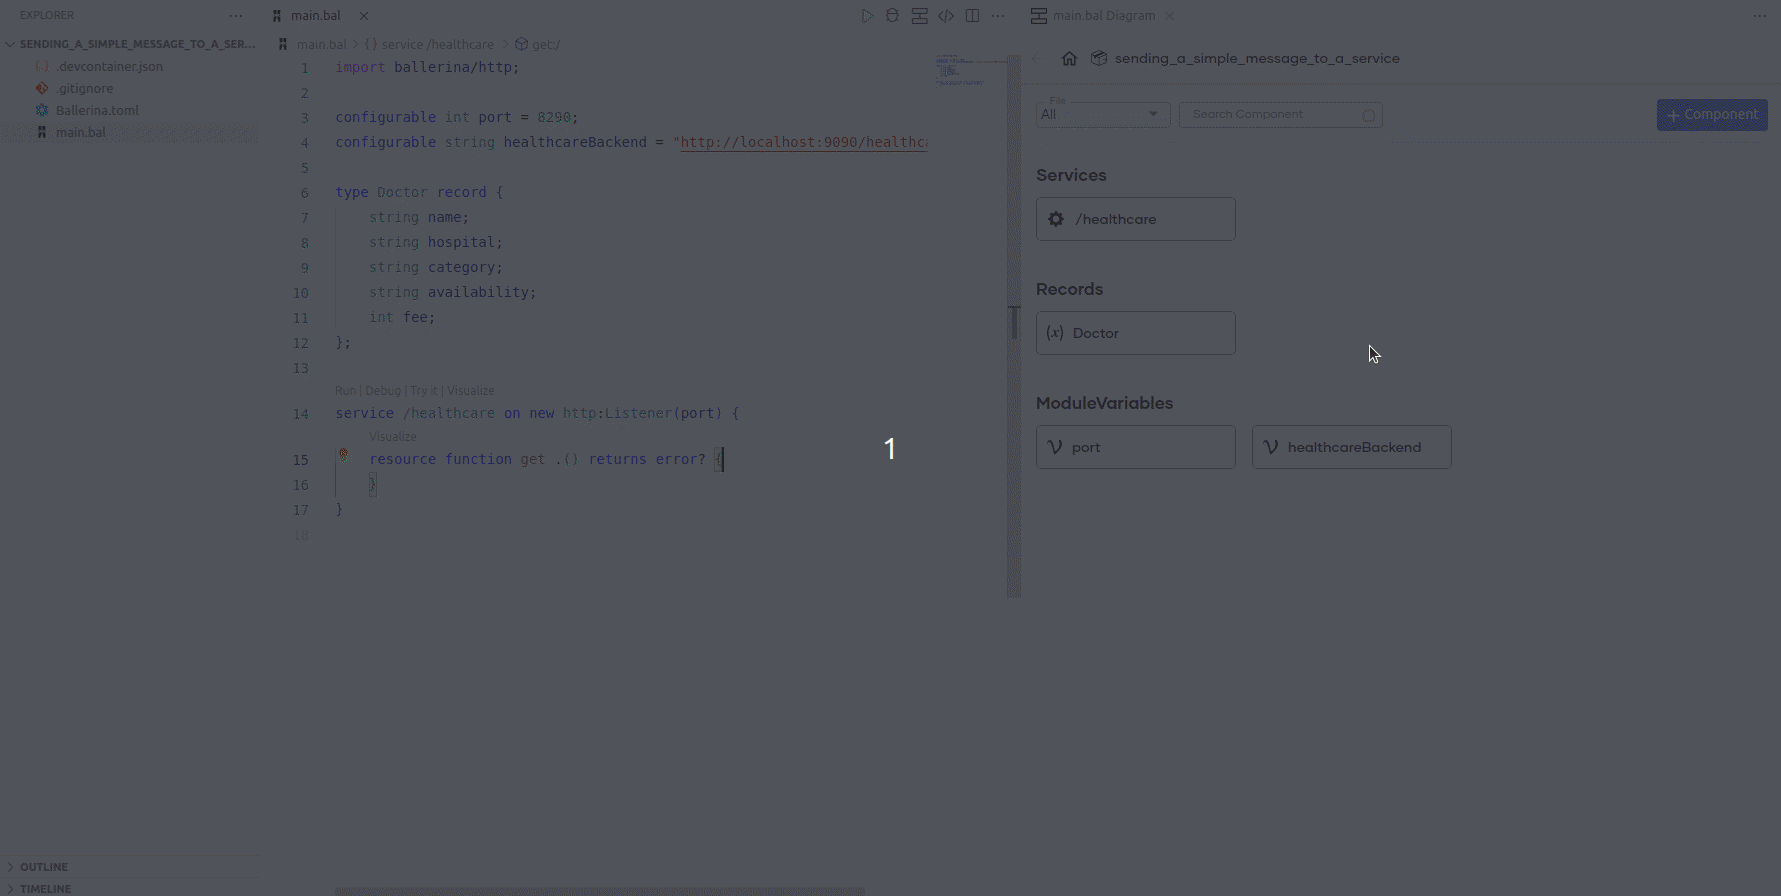 EXPLORER
SENDING_A_SIMPLE_MESSAGE_TO_A_SER...
.devcontainer.json
.gitignore
Ballerina.toml
main.bal
OUTLINE
TIMELINE
main.bal
main.bal > {} service /healthcare > get:/
1 import ballerina/http;
2
3 configurable int port = 8290;
4 configurable string healthcareBackend = "http://localhost:9090/healthca
5
6 type Doctor record {
7 string name;
8 string hospital;
9 string category;
10 string availability;
11 int fee;
12 };
13
Run | Debug | Try it | Visualize
14 service /healthcare on new http:Listener(port) {
Visualize
15 resource function get .() returns error? {
16 }
17 }
18
1
main.bal Diagram
sending_a_simple_message_to_a_service
File
All
Search Component
+ Component
Services
/healthcare
Records
(x) Doctor
ModuleVariables
port
healthcareBackend